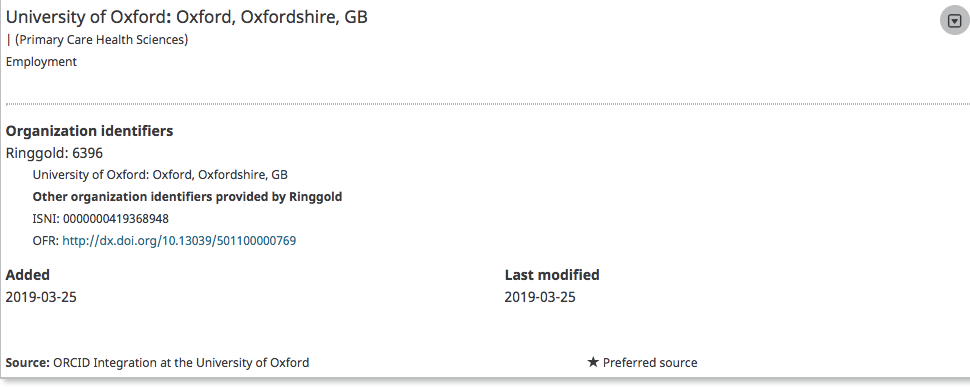 University of Oxford: Oxford, Oxfordshire, GB
| (Primary Care Health Sciences)
Employment
Organization identifiers
Ringgold: 6396
University of Oxford: Oxford, Oxfordshire, GB
Other organization identifiers provided by Ringgold
ISNI: 0000000419368948
OFR: http://dx.doi.org/10.13039/501100000769
Added Last modified
2019-03-25 2019-03-25
Source: ORCID Integration at the University of Oxford ★ Preferred source